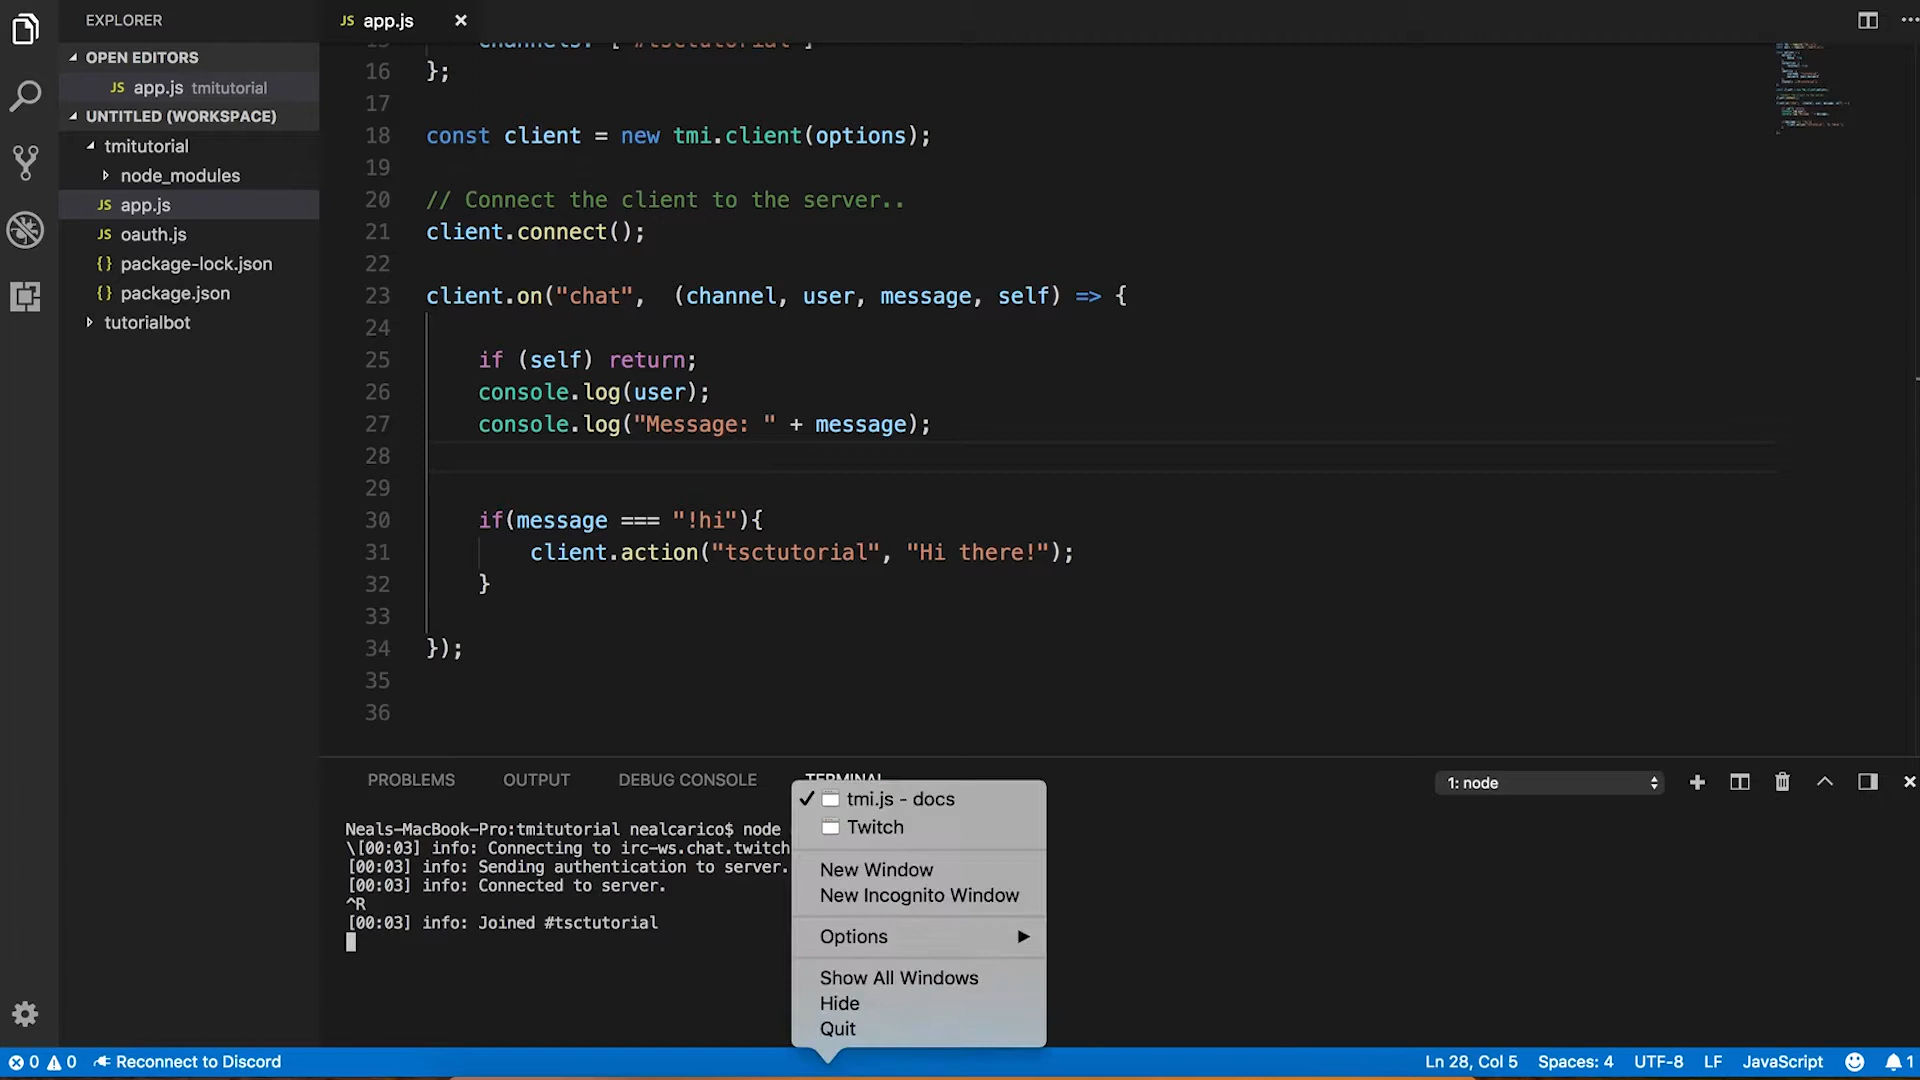 EXPLORER
OPEN EDITORS
JS app.js tmitutorial
UNTITLED (WORKSPACE)
tmitutorial
node_modules
JS app.js
JS oauth.js
{} package-lock.json
{} package.json
tutorialbot
JS app.js
16 };
17
18 const client = new tmi.client(options);
19
20 // Connect the client to the server..
21 client.connect();
22
23 client.on("chat", (channel, user, message, self) => {
24
25 if (self) return;
26 console.log(user);
27 console.log("Message: " + message);
28
29
30 if(message === "!hi"){
31 client.action("tsctutorial", "Hi there!");
32 }
33
34 });
35
36
PROBLEMS OUTPUT DEBUG CONSOLE TERMINAL
1: node
Neals-MacBook-Pro:tmitutorial nealcarico$ node
\[00:03] info: Connecting to irc-ws.chat.twitch
[00:03] info: Sending authentication to server.
[00:03] info: Connected to server.
^R
[00:03] info: Joined #tsctutorial
tmi.js - docs
Twitch
New Window
New Incognito Window
Options
Show All Windows
Hide
Quit
0 0 Reconnect to Discord
Ln 28, Col 5 Spaces: 4 UTF-8 LF JavaScript 1